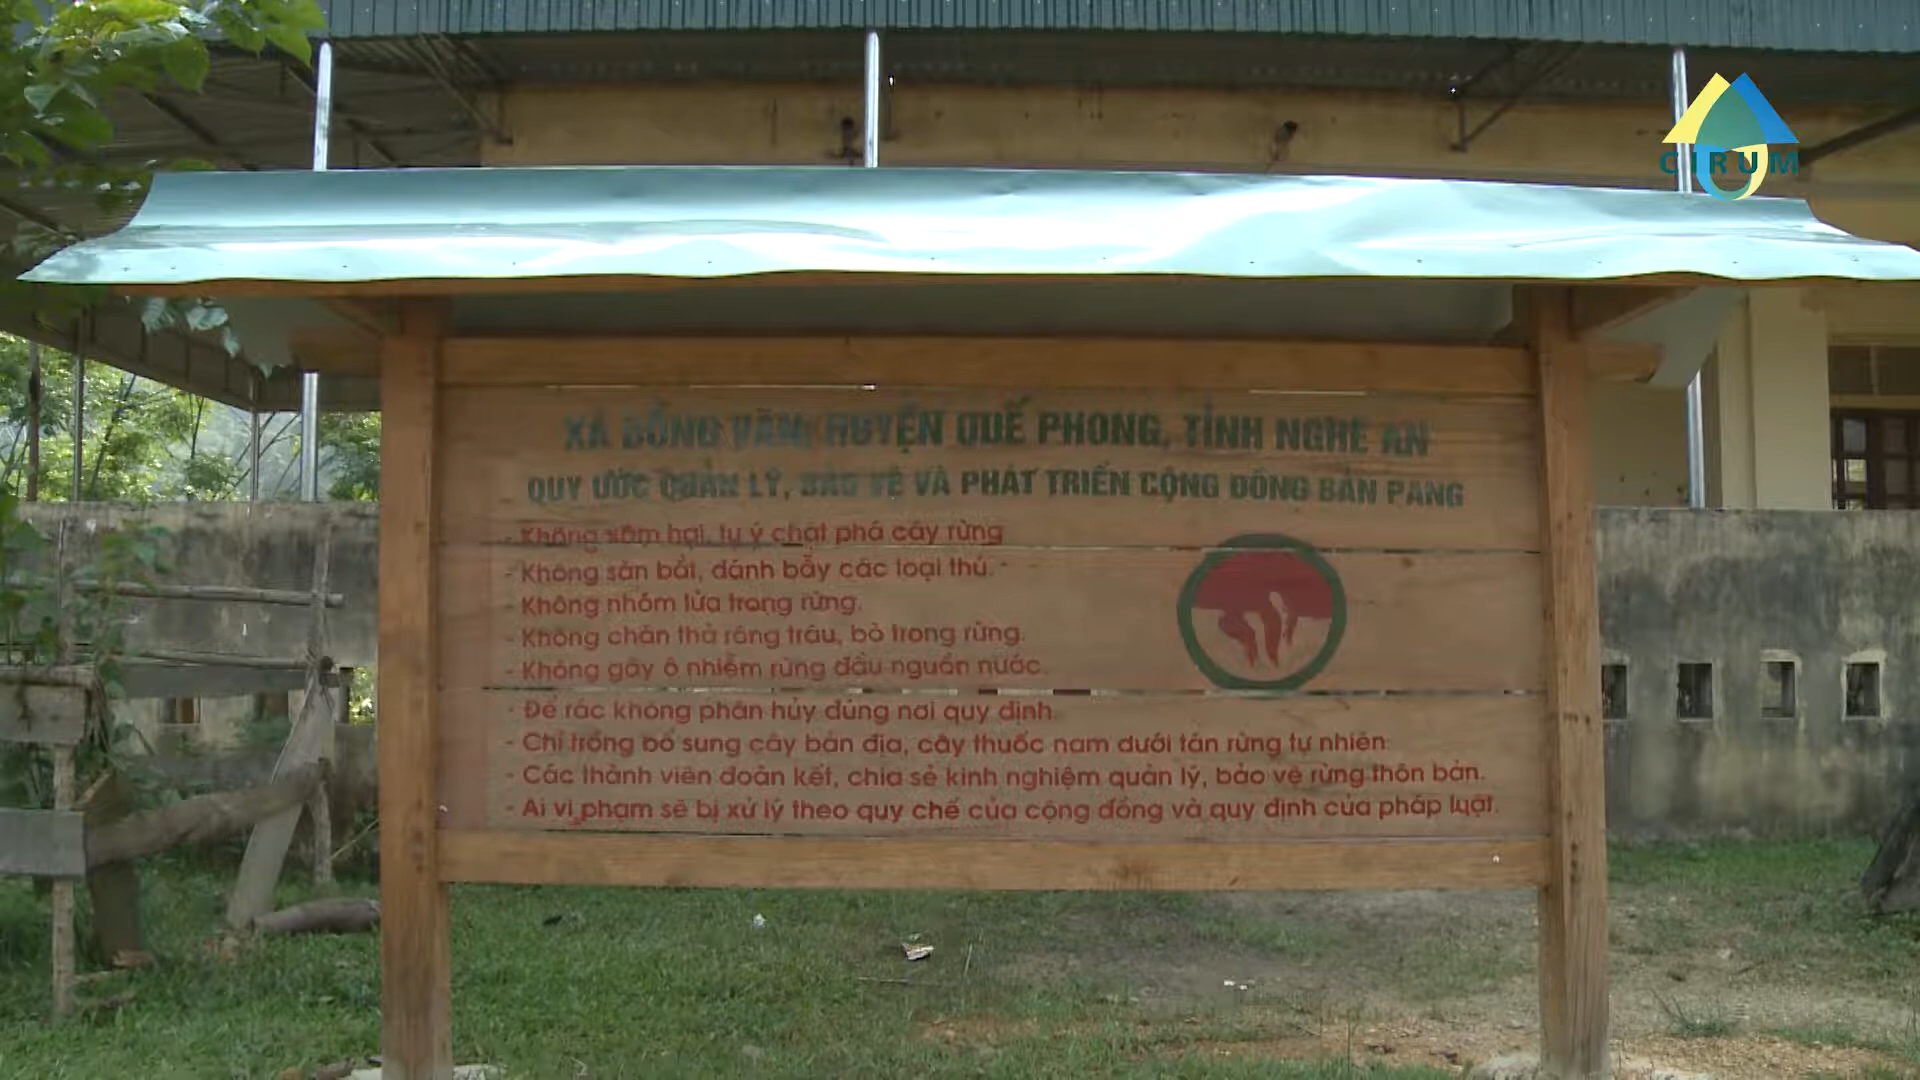 CIRUM
XÃ ĐỒNG VĂN, HUYỆN QUẾ PHONG, TỈNH NGHỆ AN
QUY ƯỚC QUẢN LÝ, BẢO VỆ VÀ PHÁT TRIỂN CỘNG ĐỒNG BẢN PANG
- Không xâm hại, tự ý chặt phá cây rừng
- Không săn bắt, đánh bẫy các loại thú.
- Không nhóm lửa trong rừng.
- Không chăn thả rông trâu, bò trong rừng.
- Không gây ô nhiễm rừng đầu nguồn nước.
- Để rác không phân hủy đúng nơi quy định.
- Chỉ trồng bổ sung cây bản địa, cây thuốc nam dưới tán rừng tự nhiên.
- Các thành viên đoàn kết, chia sẻ kinh nghiệm quản lý, bảo vệ rừng thôn bản.
- Ai vi phạm sẽ bị xử lý theo quy chế của cộng đồng và quy định của pháp luật.